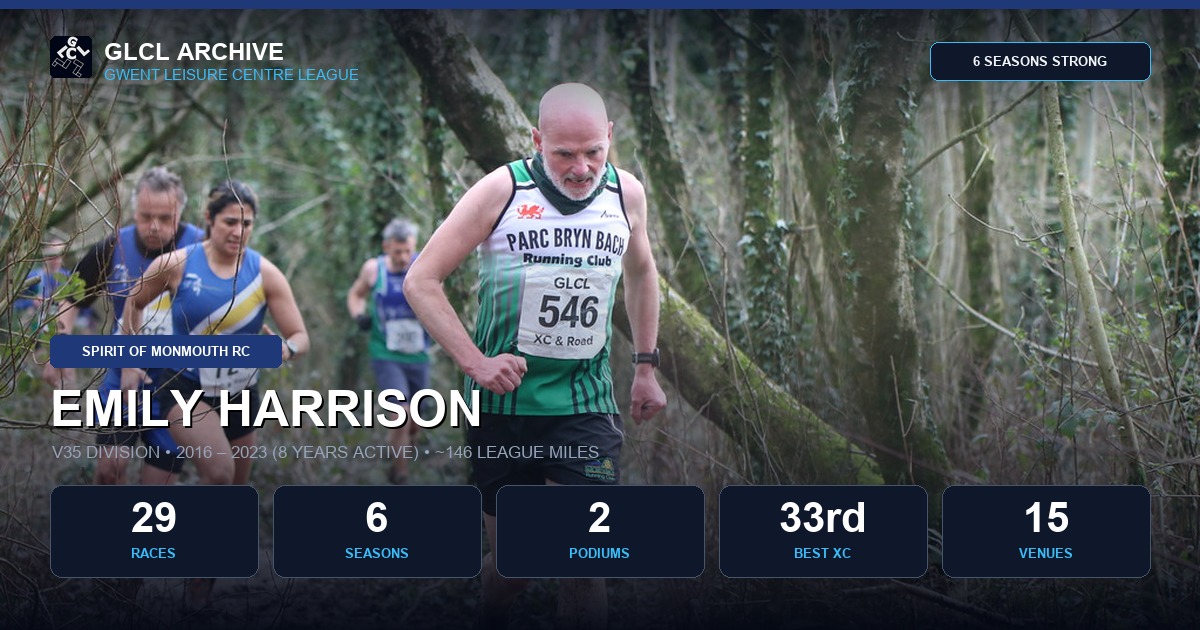 GLCL ARCHIVE
GWENT LEISURE CENTRE LEAGUE
6 SEASONS STRONG
PARC BRYN BACH
Running Club
GLCL
546
XC & Road
SPIRIT OF MONMOUTH RC
EMILY HARRISON
V35 DIVISION • 2016 – 2023 (8 YEARS ACTIVE) • ~146 LEAGUE MILES
29
RACES
6
SEASONS
2
PODIUMS
33rd
BEST XC
15
VENUES